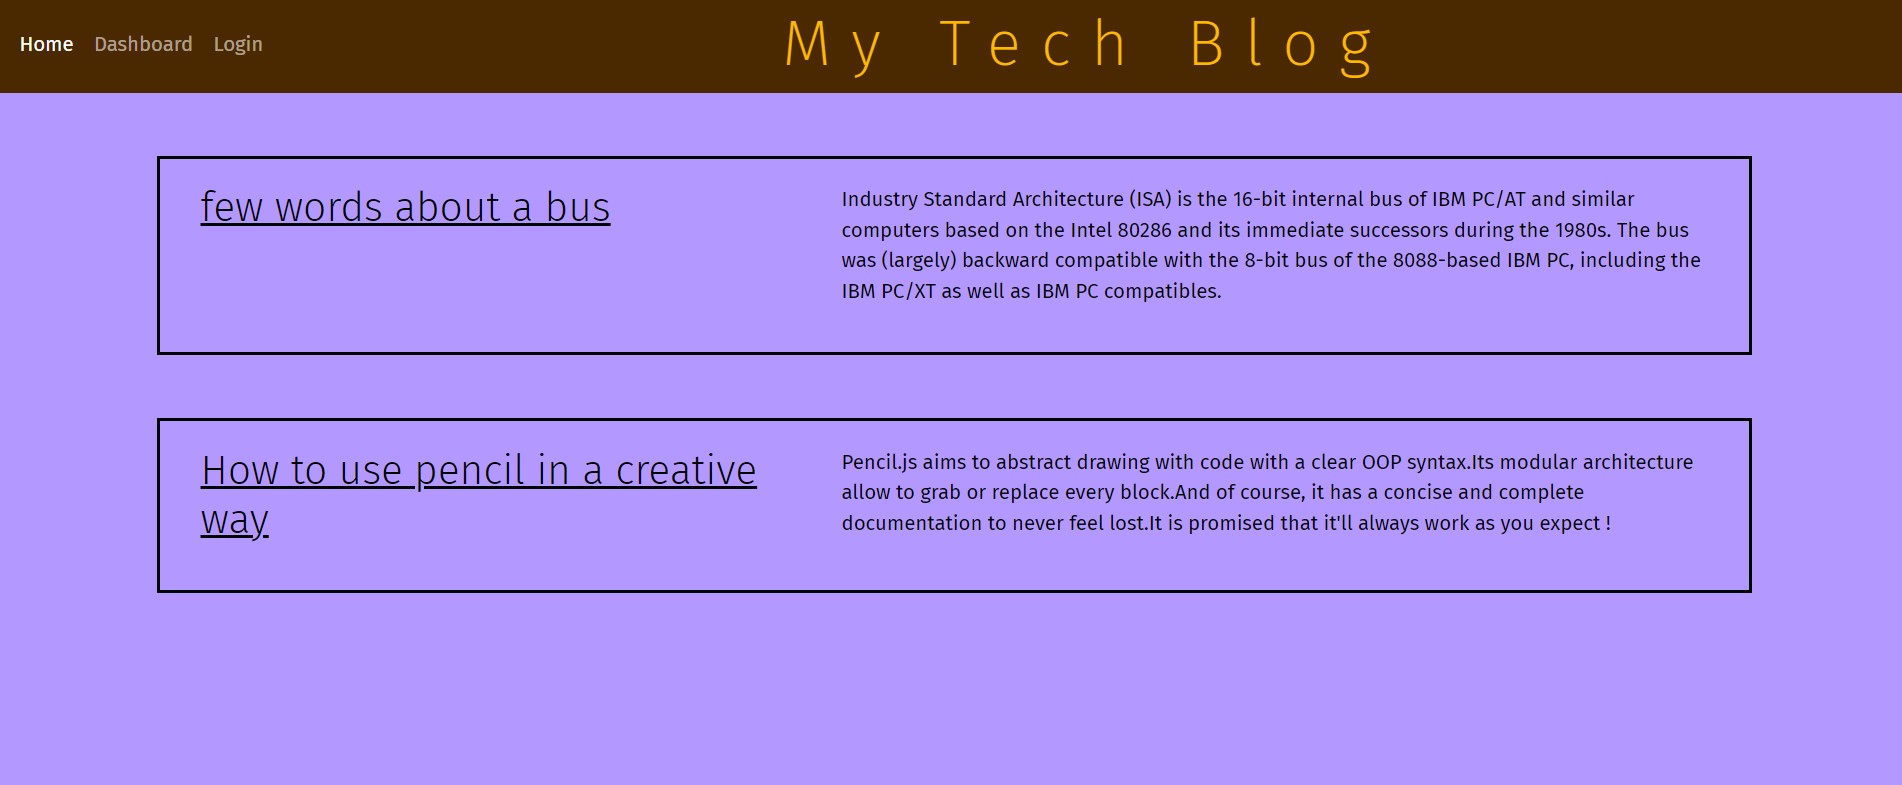 Home Dashboard Login
My Tech Blog
few words about a bus
Industry Standard Architecture (ISA) is the 16-bit internal bus of IBM PC/AT and similar
computers based on the Intel 80286 and its immediate successors during the 1980s. The bus
was (largely) backward compatible with the 8-bit bus of the 8088-based IBM PC, including the
IBM PC/XT as well as IBM PC compatibles.
How to use pencil in a creative
way
Pencil.js aims to abstract drawing with code with a clear OOP syntax.Its modular architecture
allow to grab or replace every block.And of course, it has a concise and complete
documentation to never feel lost.It is promised that it'll always work as you expect !